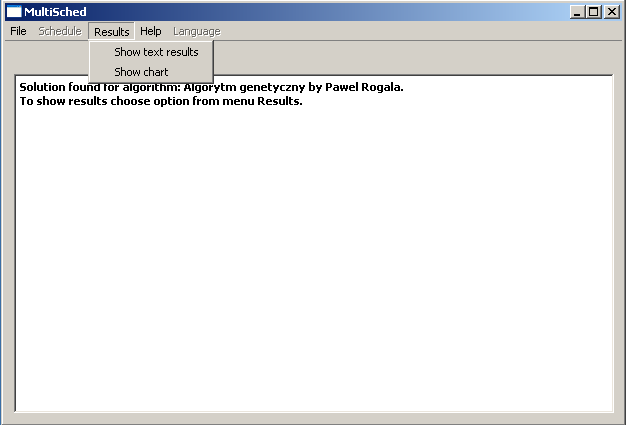 MultiSched
File Schedule Results Help Language
Show text results
Show chart
Solution found for algorithm: Algorytm genetyczny by Pawel Rogala.
To show results choose option from menu Results.